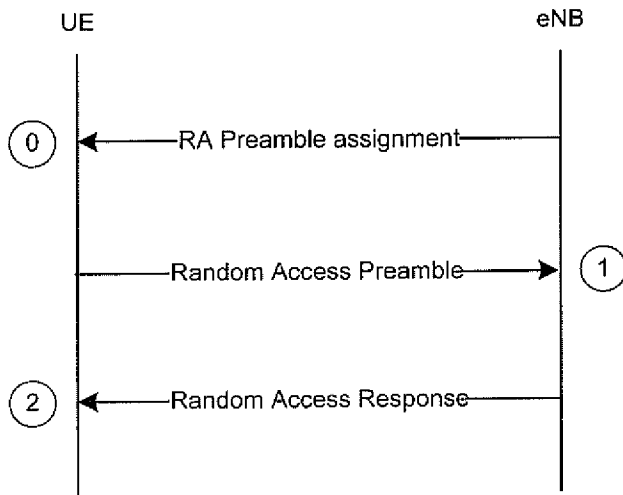 UE
eNB
0
RA Preamble assignment
Random Access Preamble
1
2
Random Access Response